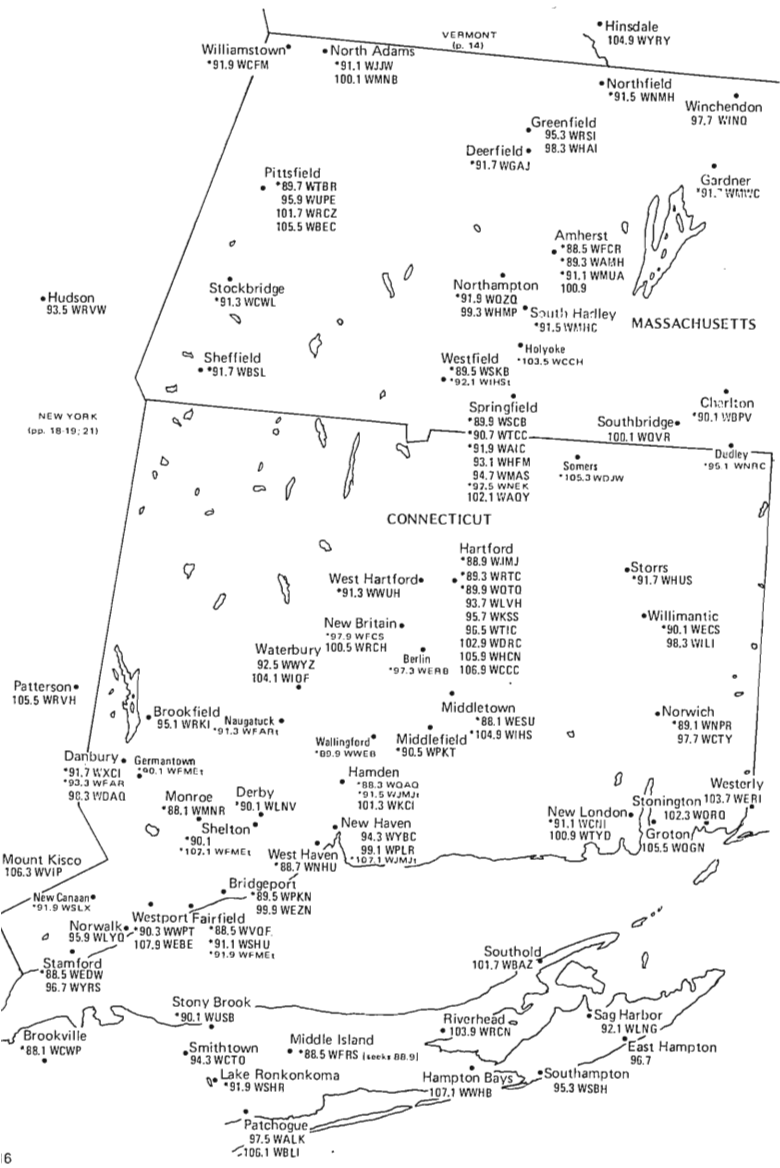 VERMONT
(p. 14)
Hinsdale
104.9 WYRY
Williamstown
*91.9 WCFM
North Adams
*91.1 WJJW
100.1 WMNB
Northfield
*91.5 WNMH
Winchendon
97.7 WINQ
Greenfield
95.3 WRSI
98.3 WHAI
Deerfield
*91.7 WGAJ
Gardner
WMWC
Pittsfield
*89.7 WTBR
95.9 WUPE
101.7 WRCZ
105.5 WBEC
Amherst
*88.5 WFCR
*89.3 WAMH
*91.1 WMUA
100.9
Stockbridge
*91.3 WCWL
Hudson
93.5 WRVW
Northampton
*91.9 WOZQ
99.3 WHMP
South Hadley
*91.5 WMHC
MASSACHUSETTS
Holyoke
*103.5 WCCH
Sheffield
*91.7 WBSL
Westfield
*89.5 WSKB
*92.1 WIHSt
NEW YORK
(pp. 18-19; 21)
Springfield
*89.9 WSCB
*90.7 WTCC
*91.9 WAIC
93.1 WHFM
94.7 WMAS
*97.5 WNEK
102.1 WAQY
Southbridge
100.1 WQVR
Charlton
*90.1 WBPV
Dudley
*95.1 WNRC
Somers
*105.3 WDJW
CONNECTICUT
Hartford
*88.9 WJMJ
*89.3 WRTC
*89.9 WQTQ
93.7 WLVH
95.7 WKSS
96.5 WTIC
102.9 WDRC
105.9 WHCN
106.9 WCCC
West Hartford
*91.3 WWUH
Storrs
*91.7 WHUS
New Britain
*97.9 WFCS
100.5 WRCH
Willimantic
*90.1 WECS
98.3 WILI
Berlin
*97.3 WERB
Waterbury
92.5 WWYZ
104.1 WIOF
Patterson
105.5 WRVH
Brookfield
95.1 WRKI
Naugatuck
*91.3 WFARt
Middletown
*88.1 WESU
*104.9 WIHS
Norwich
*89.1 WNPR
97.7 WCTY
Wallingford
*89.9 WWEB
Middlefield
*90.5 WPKT
Danbury
*91.7 WXCI
*93.3 WFAR
98.3 WDAQ
Germantown
*90.1 WFMEt
Hamden
*88.3 WQAQ
*91.5 WJMJt
101.3 WKCI
Monroe
*88.1 WMNR
Derby
*90.1 WLNV
Shelton
*90.1
*107.1 WFMEt
New Haven
94.3 WYBC
99.1 WPLR
*107.1 WJMJt
West Haven
*88.7 WNHU
Westerly
103.7 WERI
Stonington
102.3 WQRQ
New London
*91.1 WCNI
100.9 WTYD
Groton
105.5 WQGN
Mount Kisco
106.3 WVIP
New Canaan
*91.9 WSLX
Bridgeport
*89.5 WPKN
99.9 WEZN
Norwalk
95.9 WLYQ
Westport
*90.3 WWPT
107.9 WEBE
Fairfield
*88.5 WVOF
*91.1 WSHU
*91.9 WFMEt
Stamford
*88.5 WEDW
96.7 WYRS
Southold
101.7 WBAZ
Stony Brook
*90.1 WUSB
Riverhead
103.9 WRCN
Sag Harbor
92.1 WLNG
Brookville
*88.1 WCWP
Smithtown
94.3 WCTO
Middle Island
*88.5 WFRS (seeks 88.9)
East Hampton
96.7
Lake Ronkonkoma
*91.9 WSHR
Hampton Bays
107.1 WWHB
Southampton
95.3 WSBH
Patchogue
97.5 WALK
106.1 WBLI
16